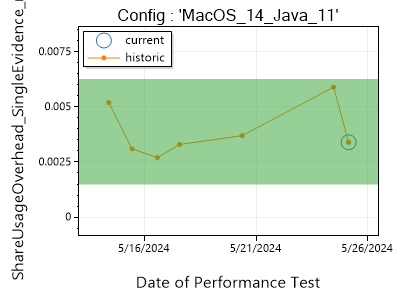 Config : 'MacOS_14_Java_11'
current
historic
0.0075
0.005
0.0025
0
ShareUsageOverhead_SingleEvidence_
5/16/2024
5/21/2024
5/26/2024
Date of Performance Test